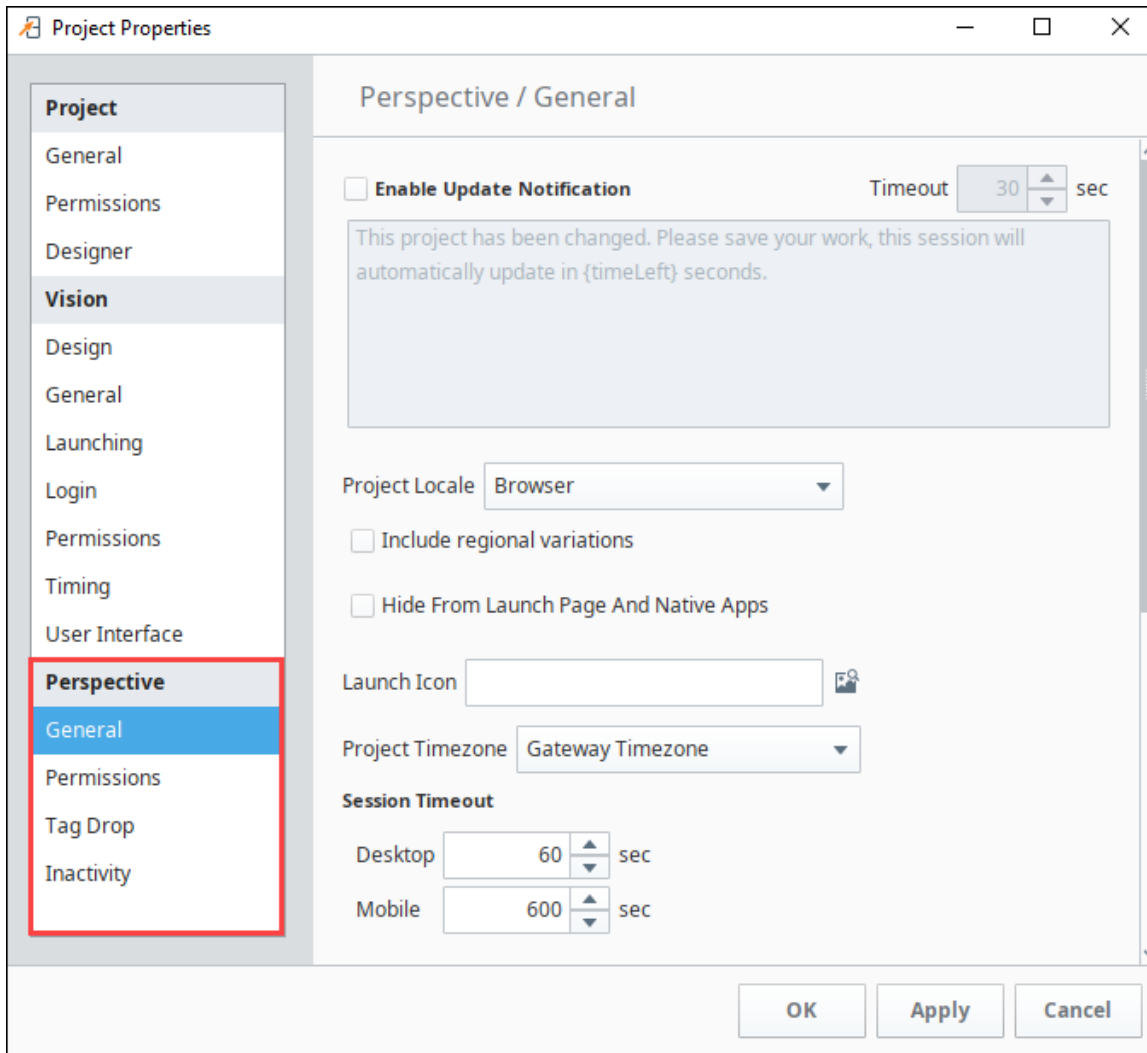 Project Properties
Project
General
Permissions
Designer
Vision
Design
General
Launching
Login
Permissions
Timing
User Interface
Perspective
General
Permissions
Tag Drop
Inactivity
Perspective / General
Enable Update Notification Timeout 30 sec
This project has been changed. Please save your work, this session will
automatically update in {timeLeft} seconds.
Project Locale Browser
Include regional variations
Hide From Launch Page And Native Apps
Launch Icon
Project Timezone Gateway Timezone
Session Timeout
Desktop 60 sec
Mobile 600 sec
OK Apply Cancel